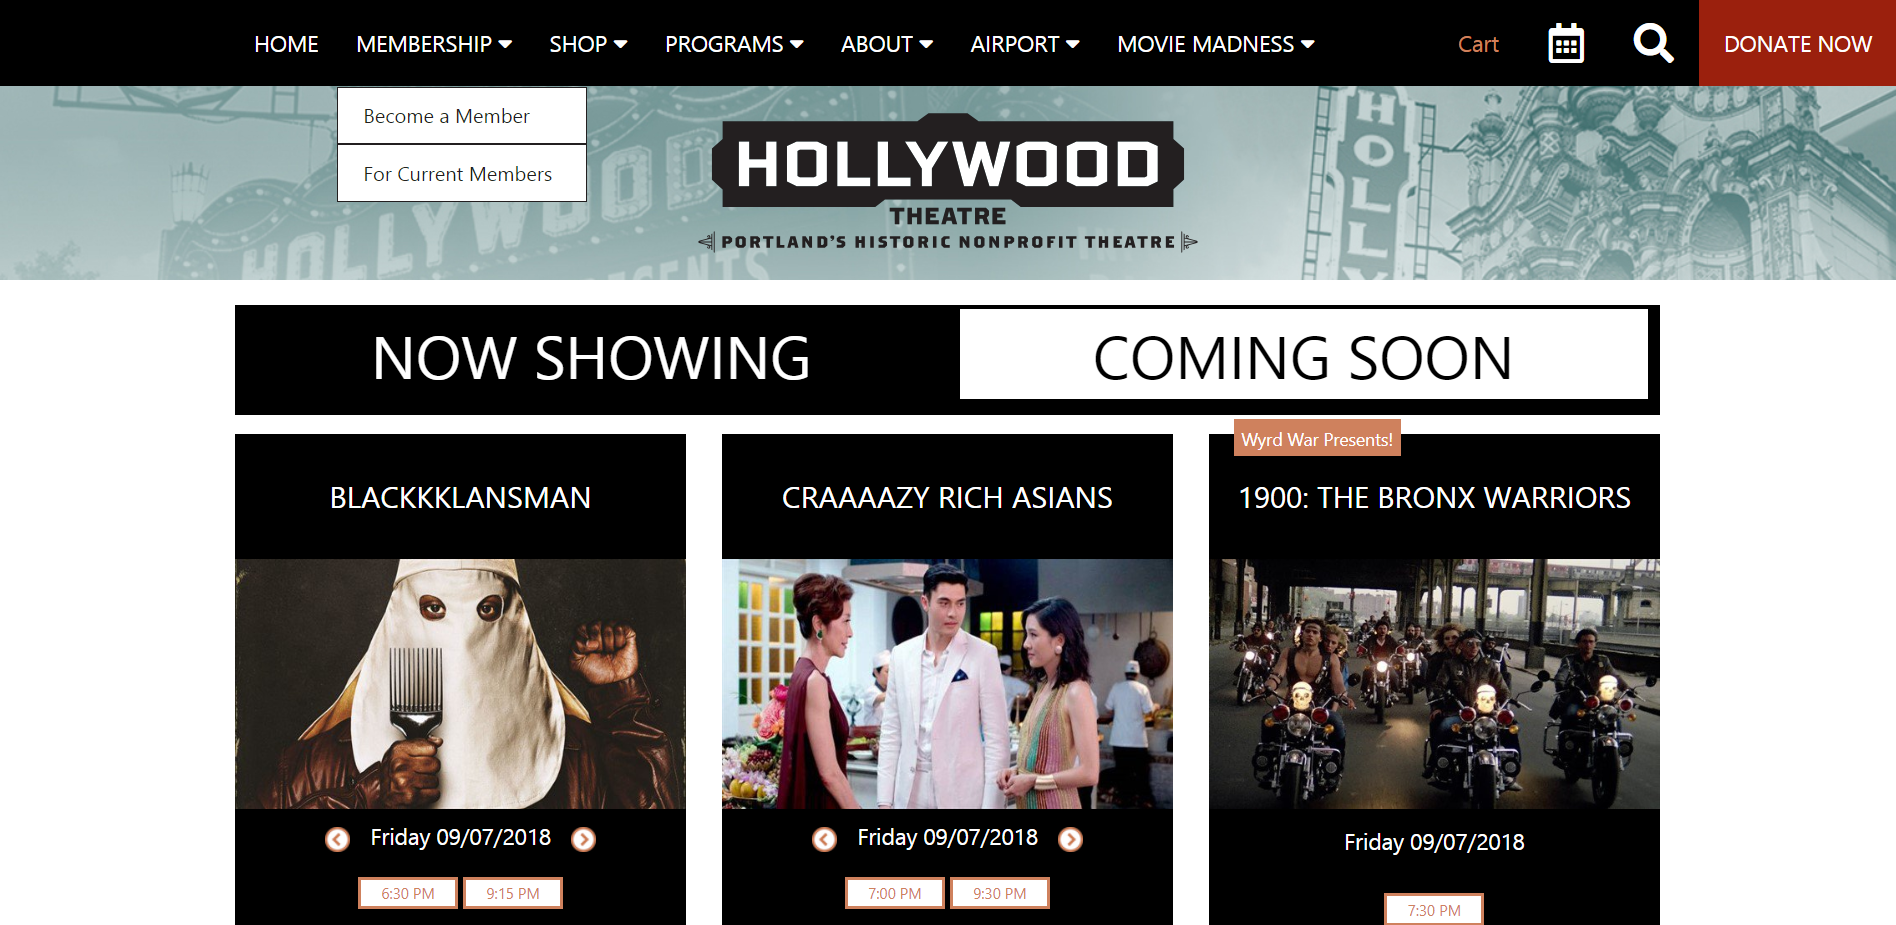 HOME MEMBERSHIP SHOP PROGRAMS ABOUT AIRPORT MOVIE MADNESS Cart DONATE NOW
Become a Member
For Current Members
HOLLYWOOD
THEATRE
PORTLAND'S HISTORIC NONPROFIT THEATRE
HOLLYWOOD
PRESENTS
HOLLY
NOW SHOWING COMING SOON
Wyrd War Presents!
BLACKKKLANSMAN CRAAAAZY RICH ASIANS 1900: THE BRONX WARRIORS
Friday 09/07/2018 Friday 09/07/2018 Friday 09/07/2018
6:30 PM 9:15 PM 7:00 PM 9:30 PM 7:30 PM